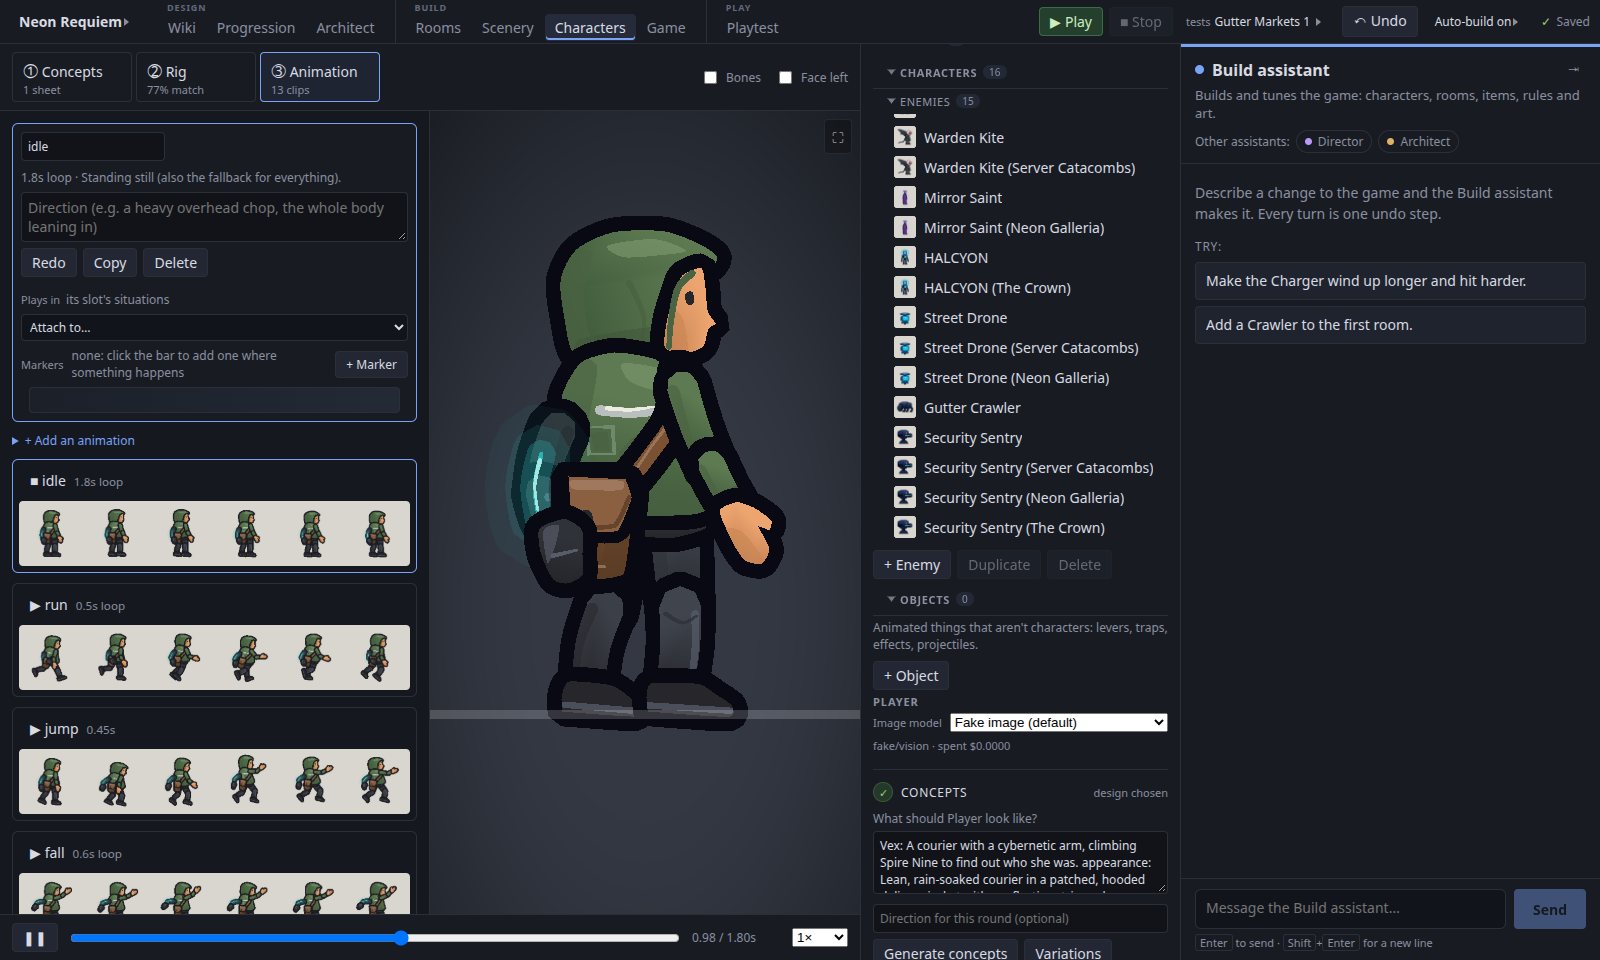 Neon Requiem
DESIGN
Wiki Progression Architect
BUILD
Rooms Scenery Characters Game
PLAY
Playtest
▶ Play
■ Stop
tests Gutter Markets 1
↶ Undo
Auto-build on
✓ Saved
① Concepts
1 sheet
② Rig
77% match
③ Animation
13 clips
Bones
Face left
idle
1.8s loop · Standing still (also the fallback for everything).
Direction (e.g. a heavy overhead chop, the whole body
leaning in)
Redo Copy Delete
Plays in its slot's situations
Attach to...
Markers none: click the bar to add one where
something happens
+ Marker
+ Add an animation
■ idle 1.8s loop
▶ run 0.5s loop
▶ jump 0.45s
▶ fall 0.6s loop
0.98 / 1.80s
1×
CHARACTERS 16
ENEMIES 15
Warden Kite
Warden Kite (Server Catacombs)
Mirror Saint
Mirror Saint (Neon Galleria)
HALCYON
HALCYON (The Crown)
Street Drone
Street Drone (Server Catacombs)
Street Drone (Neon Galleria)
Gutter Crawler
Security Sentry
Security Sentry (Server Catacombs)
Security Sentry (Neon Galleria)
Security Sentry (The Crown)
+ Enemy Duplicate Delete
OBJECTS 0
Animated things that aren't characters: levers, traps,
effects, projectiles.
+ Object
PLAYER
Image model Fake image (default)
fake/vision · spent $0.0000
✓ CONCEPTS design chosen
What should Player look like?
Vex: A courier with a cybernetic arm, climbing
Spire Nine to find out who she was. appearance:
Lean, rain-soaked courier in a patched, hooded
Direction for this round (optional)
Generate concepts Variations
Build assistant
Builds and tunes the game: characters, rooms, items, rules and
art.
Other assistants: Director Architect
Describe a change to the game and the Build assistant
makes it. Every turn is one undo step.
TRY:
Make the Charger wind up longer and hit harder.
Add a Crawler to the first room.
Message the Build assistant...
Send
Enter to send · Shift + Enter for a new line